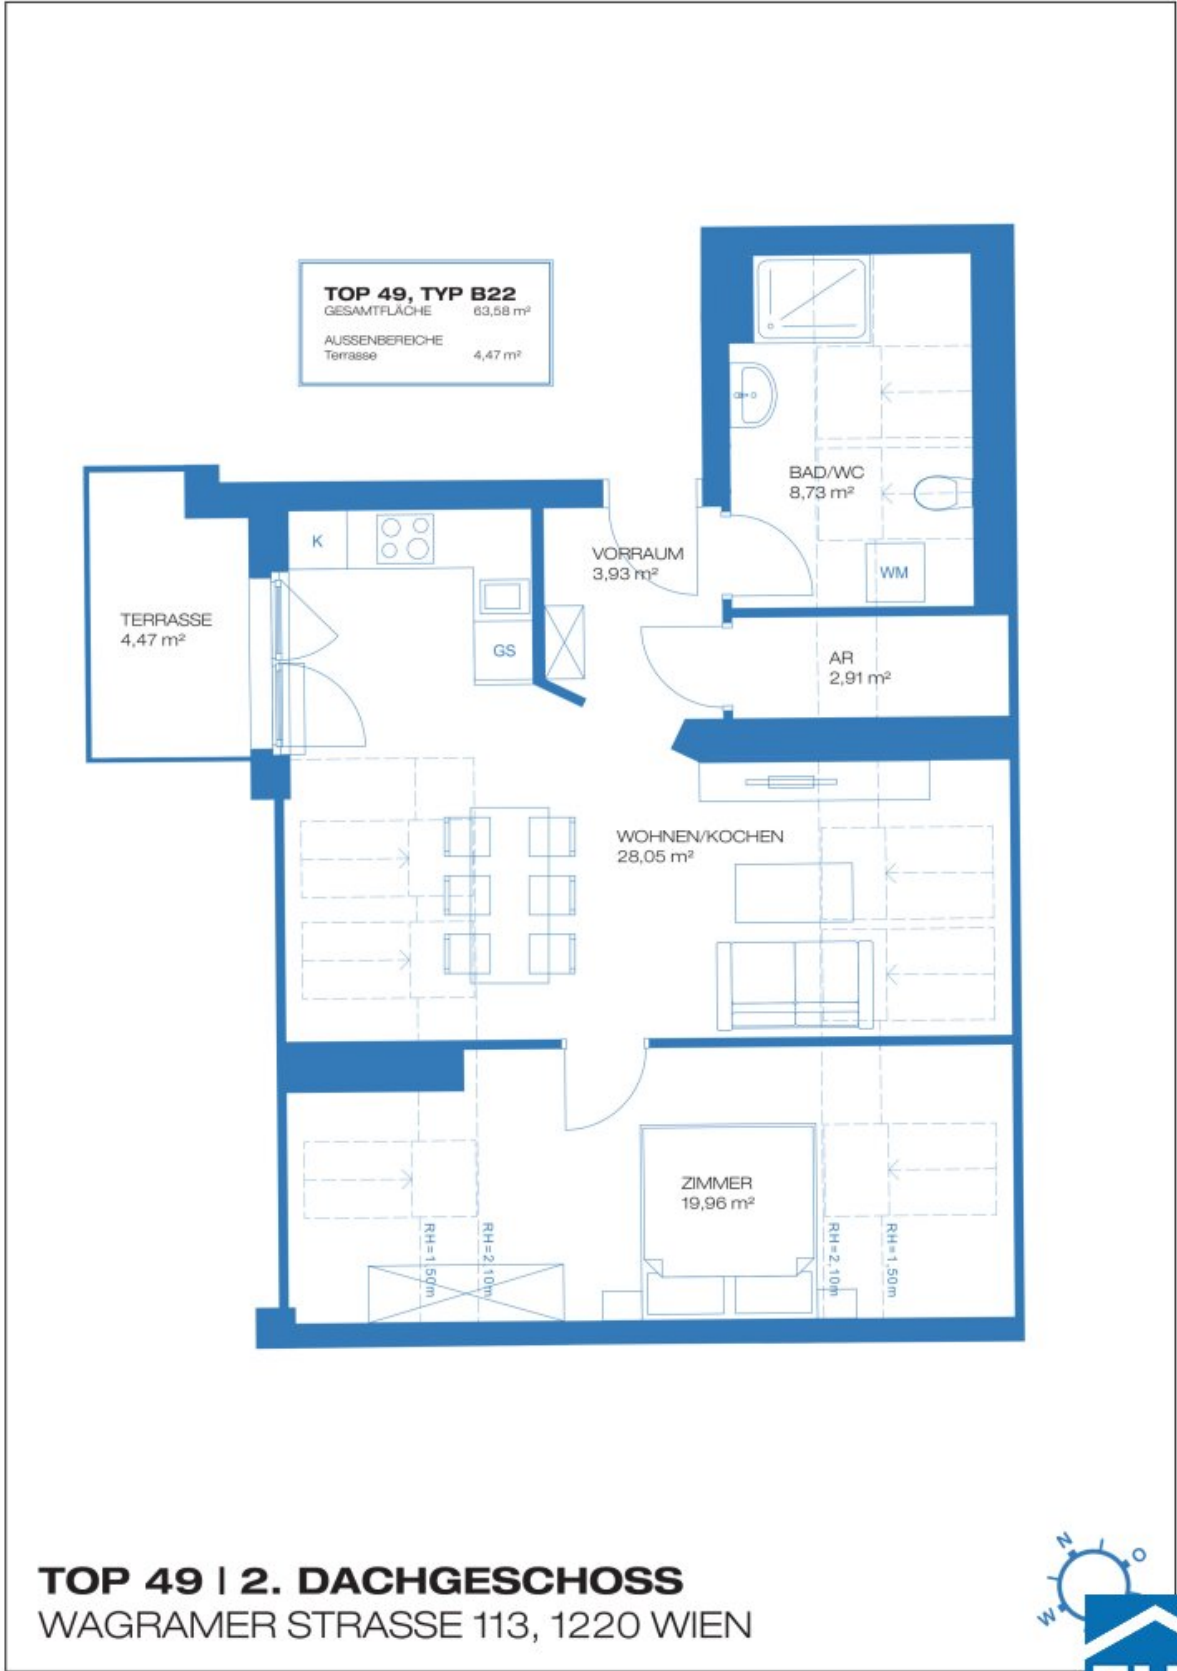 TOP 49, TYP B22
GESAMTFLÄCHE 63,58 m²
AUSSENBEREICHE
Terrasse 4,47 m²
BAD/WC
8,73 m²
K
VORRAUM
3,93 m²
WM
TERRASSE
4,47 m²
GS
AR
2,91 m²
WOHNEN/KOCHEN
28,05 m²
ZIMMER
19,96 m²
RH=1,50m
RH=2,10m
RH=2,10m
RH=1,50m
N
O
W
TOP 49 | 2. DACHGESCHOSS
WAGRAMER STRASSE 113, 1220 WIEN